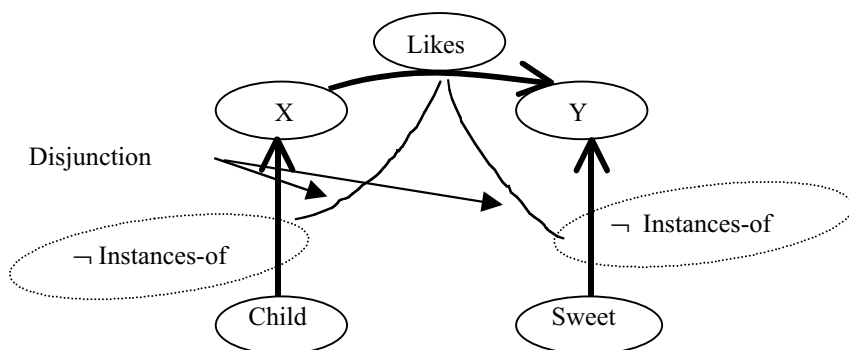 Likes
X
Y
Disjunction
¬ Instances-of
¬ Instances-of
Child
Sweet